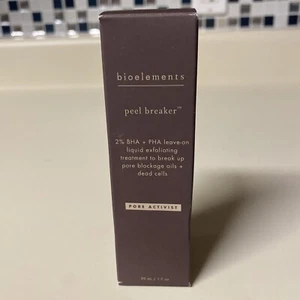 bioelements
peel breaker™
2% BHA + PHA leave-on
liquid exfoliating
treatment to break up
pore blockage oils +
dead cells
PORE ACTIVIST